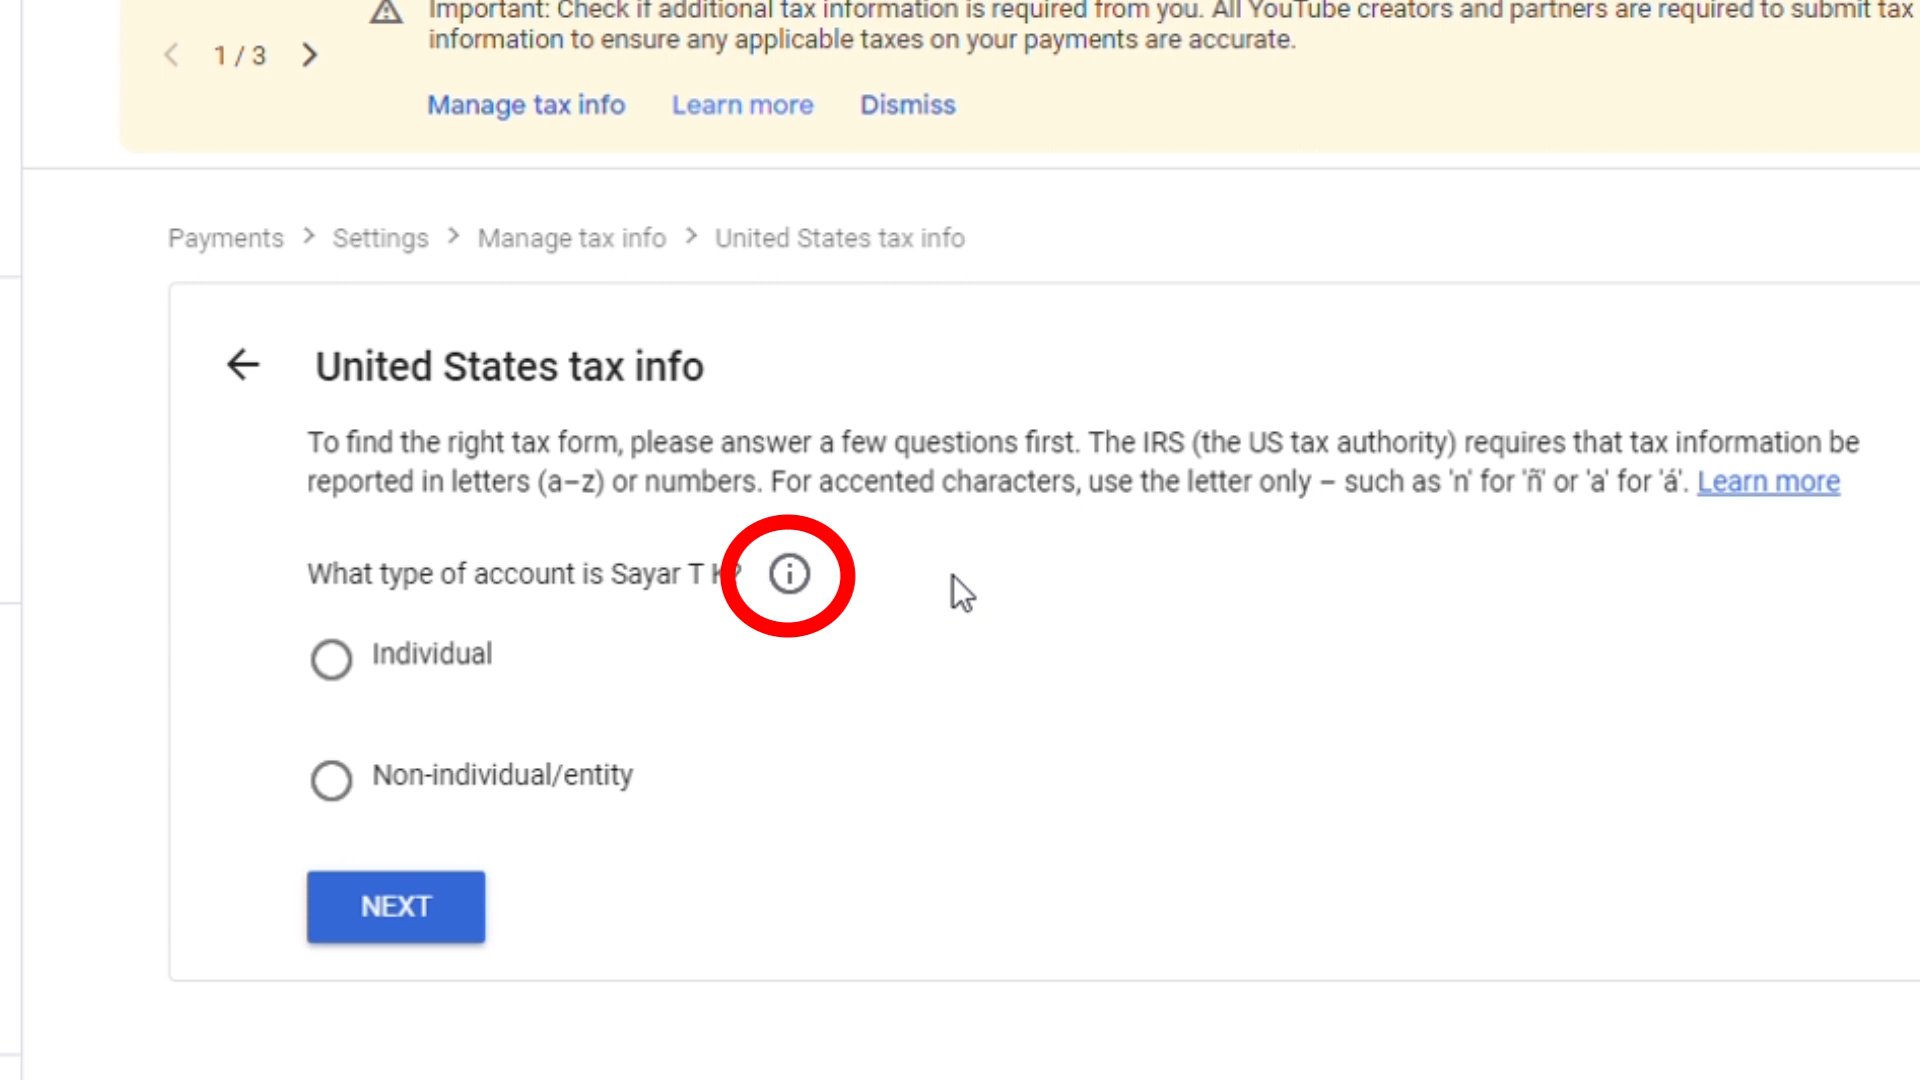 Important: Check if additional tax information is required from you. All YouTube creators and partners are required to submit tax
information to ensure any applicable taxes on your payments are accurate.
1 / 3
Manage tax info Learn more Dismiss
Payments > Settings > Manage tax info > United States tax info
United States tax info
To find the right tax form, please answer a few questions first. The IRS (the US tax authority) requires that tax information be
reported in letters (a–z) or numbers. For accented characters, use the letter only – such as 'n' for 'ñ' or 'a' for 'á'. Learn more
What type of account is Sayar T K?
Individual
Non-individual/entity
NEXT